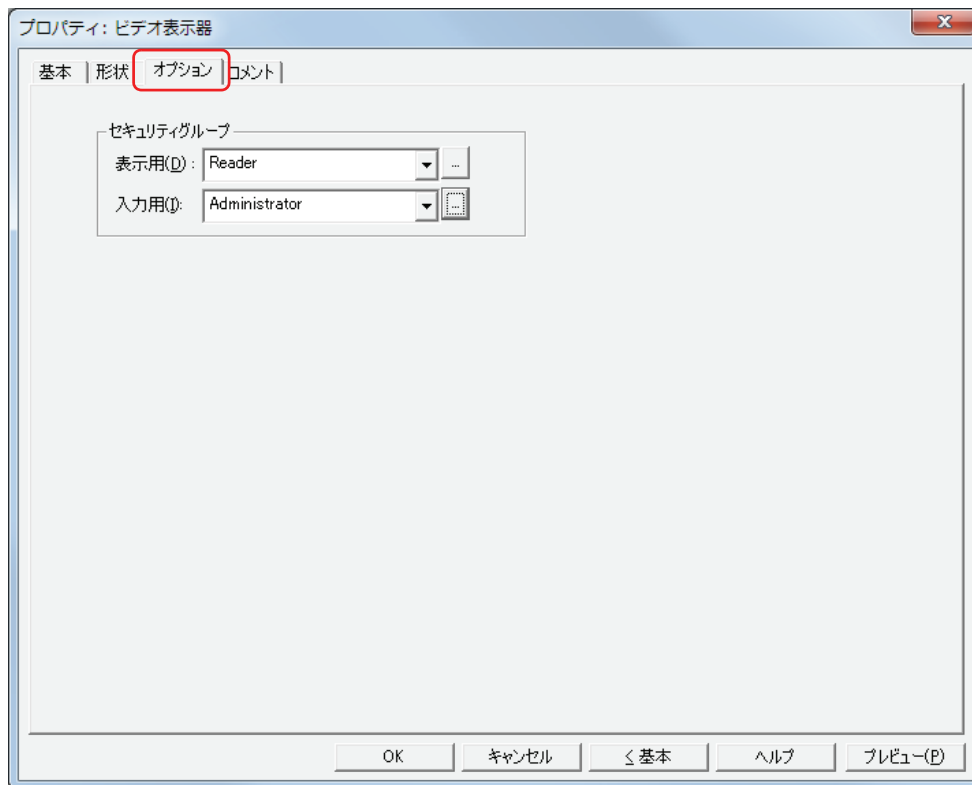 プロパティ: ビデオ表示器
基本 形状 オプション コメント
セキュリティグループ
表示用(D) : Reader ...
入力用(I): Administrator ...
OK キャンセル < 基本 ヘルプ プレビュー(P)